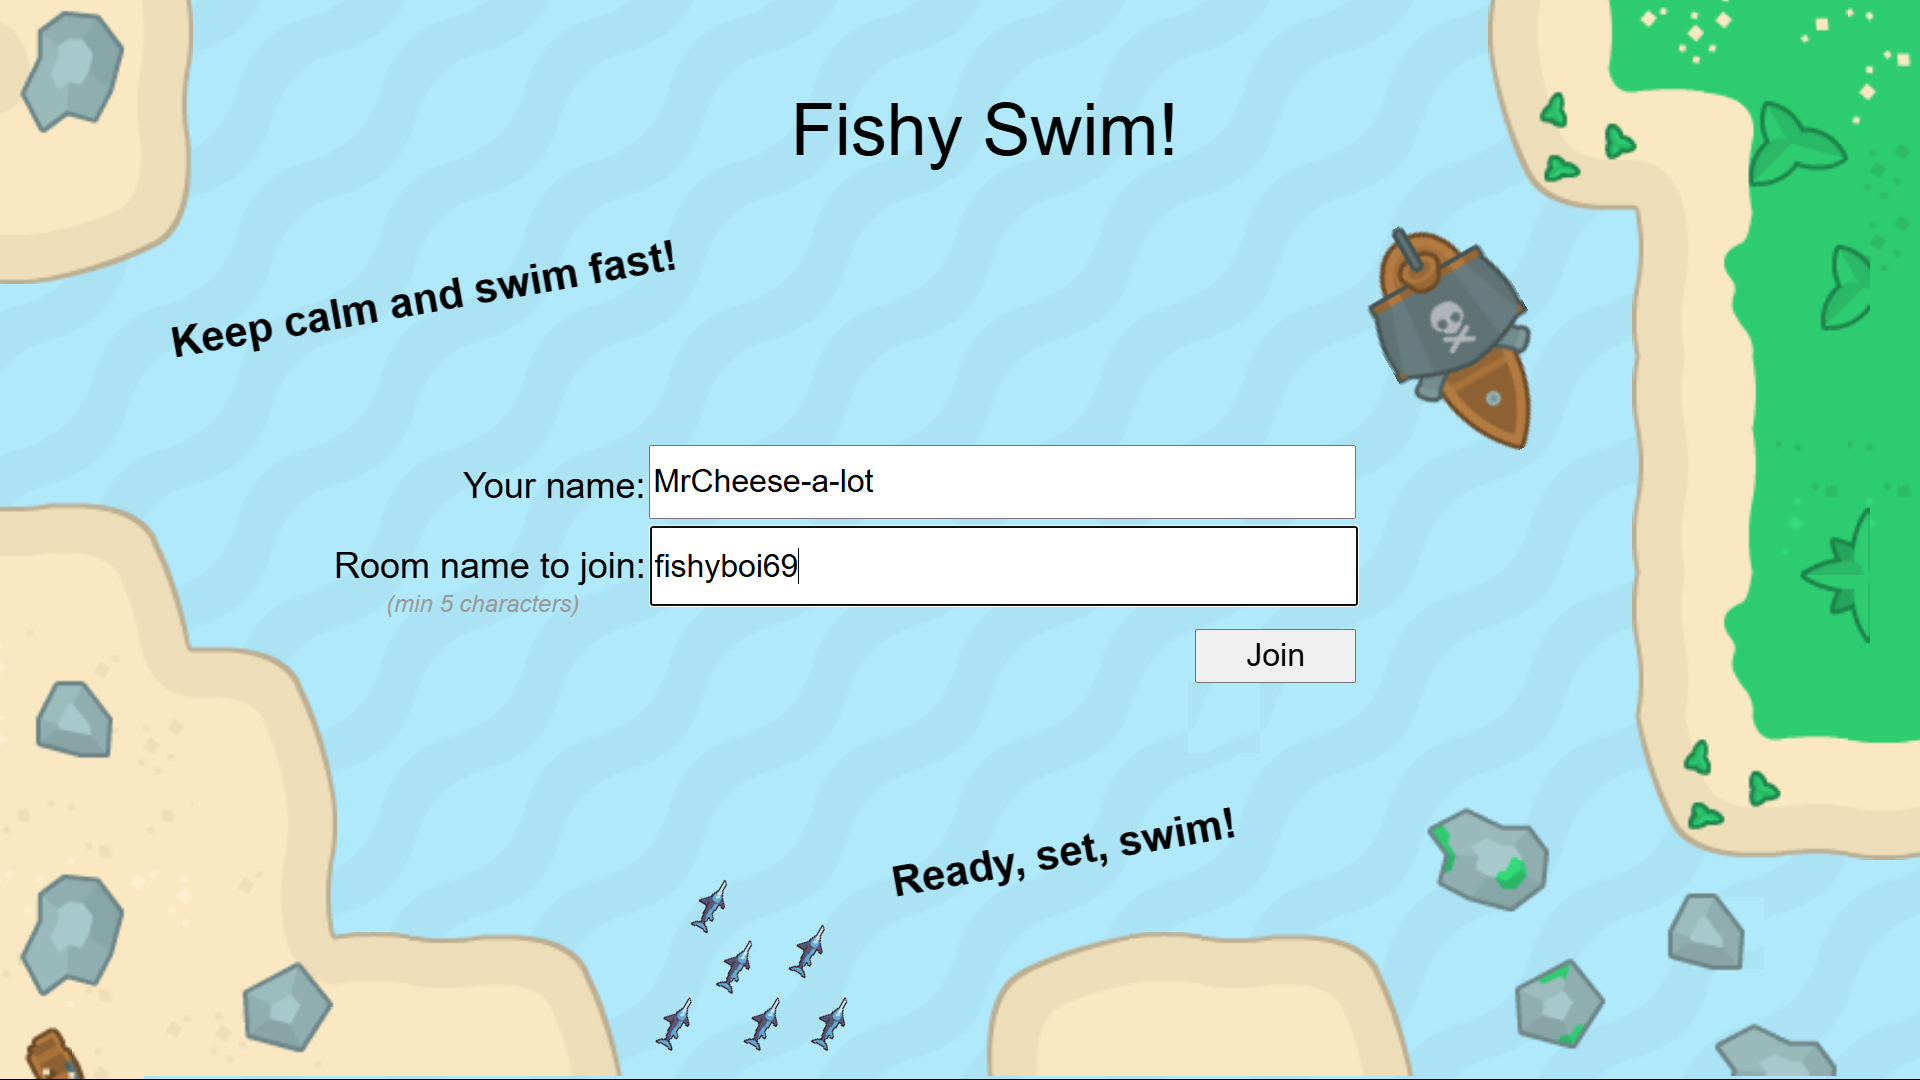 Fishy Swim!
Keep calm and swim fast!
Your name: MrCheese-a-lot
Room name to join: fishyboi69
(min 5 characters)
Join
Ready, set, swim!